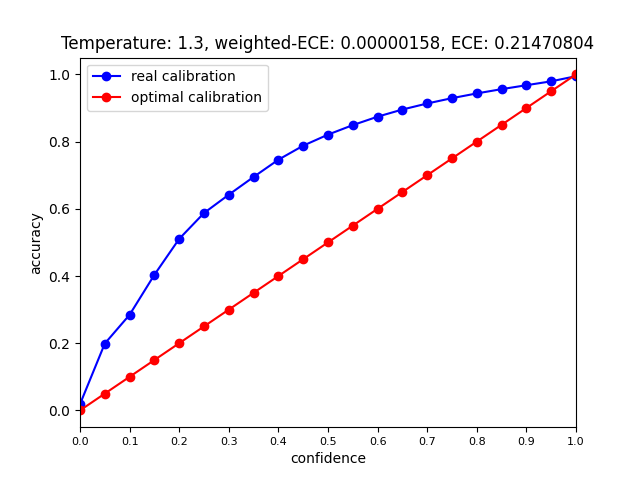 Temperature: 1.3, weighted-ECE: 0.00000158, ECE: 0.21470804
real calibration
optimal calibration
1.0
0.8
0.6
0.4
0.2
0.0
accuracy
0.0 0.1 0.2 0.3 0.4 0.5 0.6 0.7 0.8 0.9 1.0
confidence